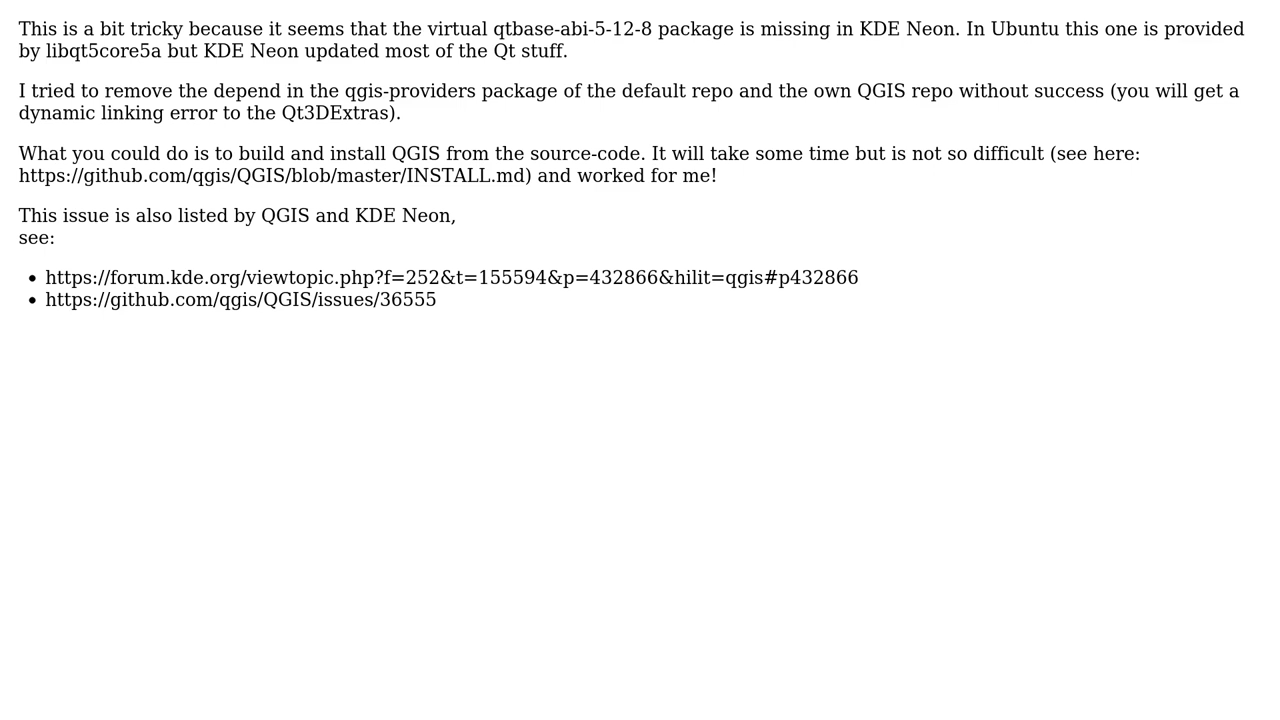 This is a bit tricky because it seems that the virtual qtbase-abi-5-12-8 package is missing in KDE Neon. In Ubuntu this one is provided
by libqt5core5a but KDE Neon updated most of the Qt stuff.
I tried to remove the depend in the qgis-providers package of the default repo and the own QGIS repo without success (you will get a
dynamic linking error to the Qt3DExtras).
What you could do is to build and install QGIS from the source-code. It will take some time but is not so difficult (see here:
https://github.com/qgis/QGIS/blob/master/INSTALL.md) and worked for me!
This issue is also listed by QGIS and KDE Neon,
see:
• https://forum.kde.org/viewtopic.php?f=252&t=155594&p=432866&hilit=qgis#p432866
• https://github.com/qgis/QGIS/issues/36555